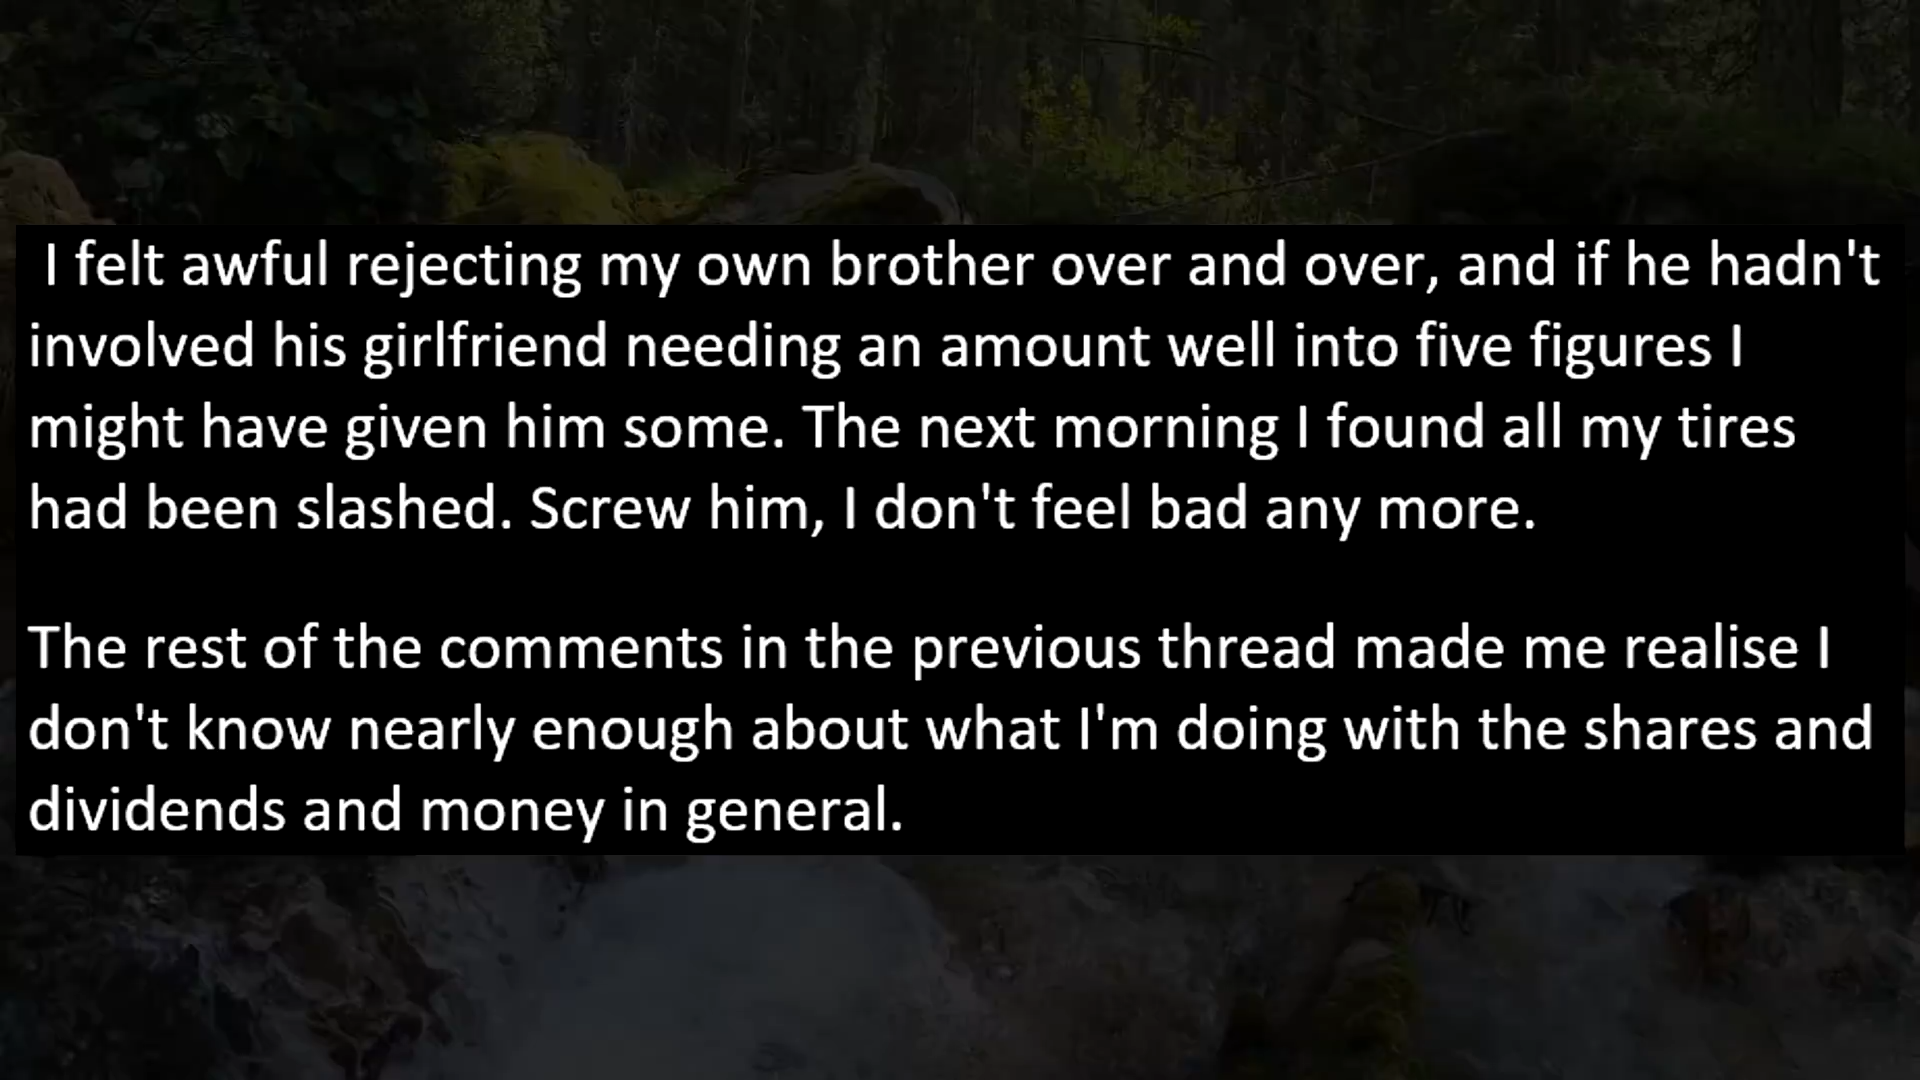 I felt awful rejecting my own brother over and over, and if he hadn't
involved his girlfriend needing an amount well into five figures I
might have given him some. The next morning I found all my tires
had been slashed. Screw him, I don't feel bad any more.
The rest of the comments in the previous thread made me realise I
don't know nearly enough about what I'm doing with the shares and
dividends and money in general.